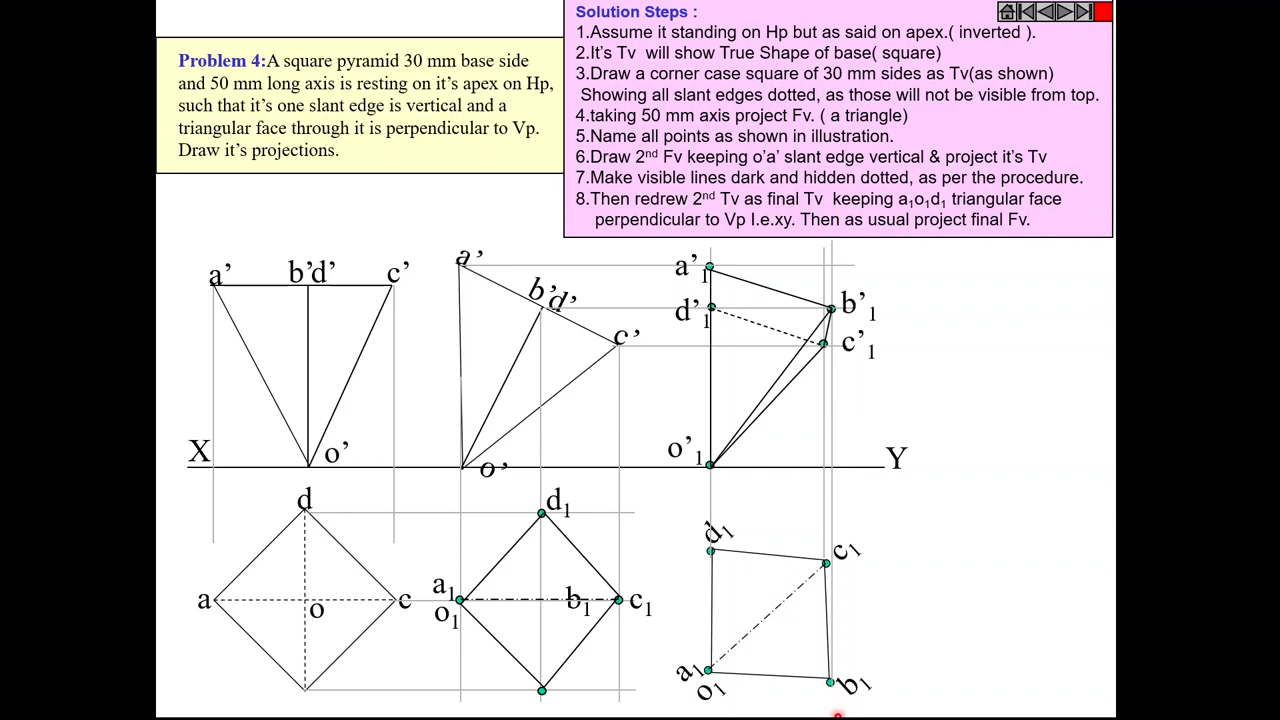 Problem 4:A square pyramid 30 mm base side
and 50 mm long axis is resting on it's apex on Hp,
such that it's one slant edge is vertical and a
triangular face through it is perpendicular to Vp.
Draw it's projections.
Solution Steps :
1.Assume it standing on Hp but as said on apex.( inverted ).
2.It's Tv will show True Shape of base( square)
3.Draw a corner case square of 30 mm sides as Tv(as shown)
Showing all slant edges dotted, as those will not be visible from top.
4.taking 50 mm axis project Fv. ( a triangle)
5.Name all points as shown in illustration.
6.Draw 2nd Fv keeping o'a' slant edge vertical & project it's Tv
7.Make visible lines dark and hidden dotted, as per the procedure.
8.Then redrew 2nd Tv as final Tv keeping a1o1d1 triangular face
perpendicular to Vp I.e.xy. Then as usual project final Fv.
a' b'd' c'
X o'
a'
b'd'
c'
o'
a'1
d'1
b'1
c'1
o'1
Y
d
a o c
d1
a1
o1
b1 c1
d1
c1
a1
o1
b1